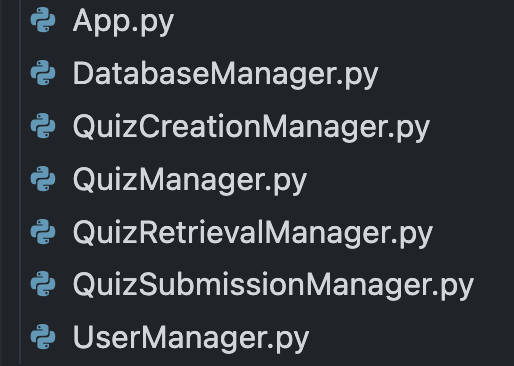 App.py
DatabaseManager.py
QuizCreationManager.py
QuizManager.py
QuizRetrievalManager.py
QuizSubmissionManager.py
UserManager.py